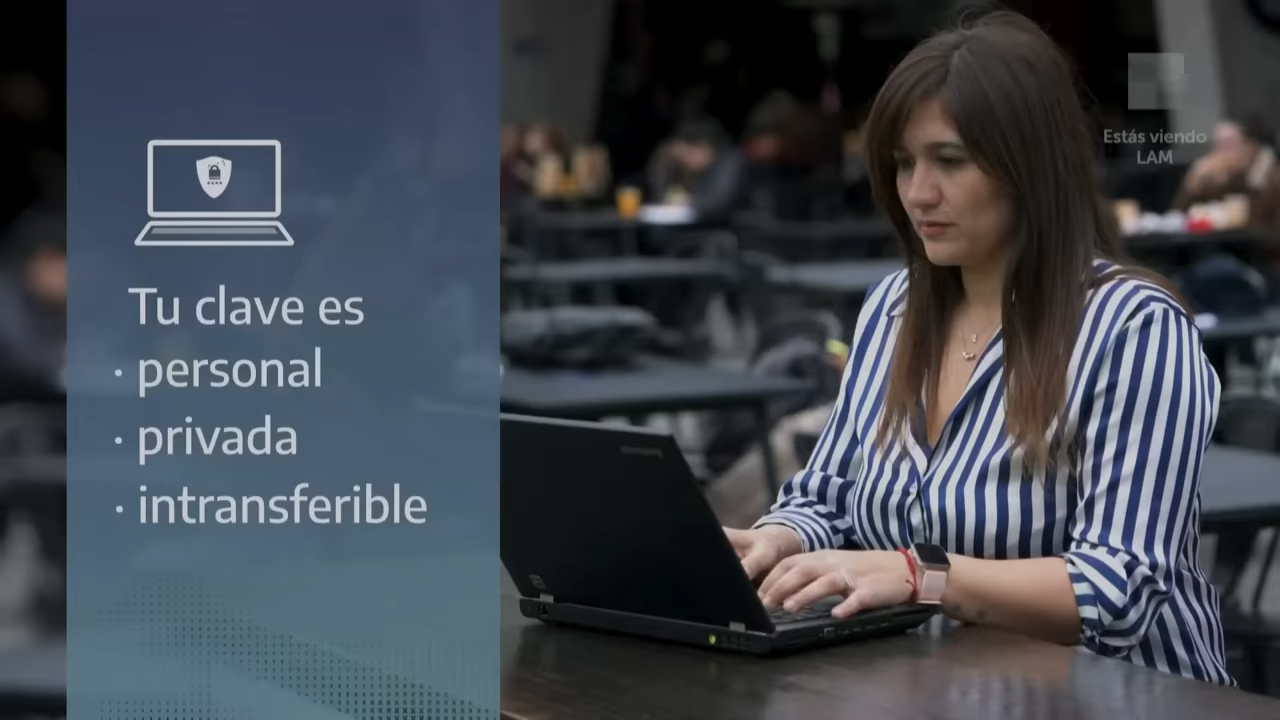 Tu clave es
· personal
· privada
· intransferible
Estás viendo
LAM